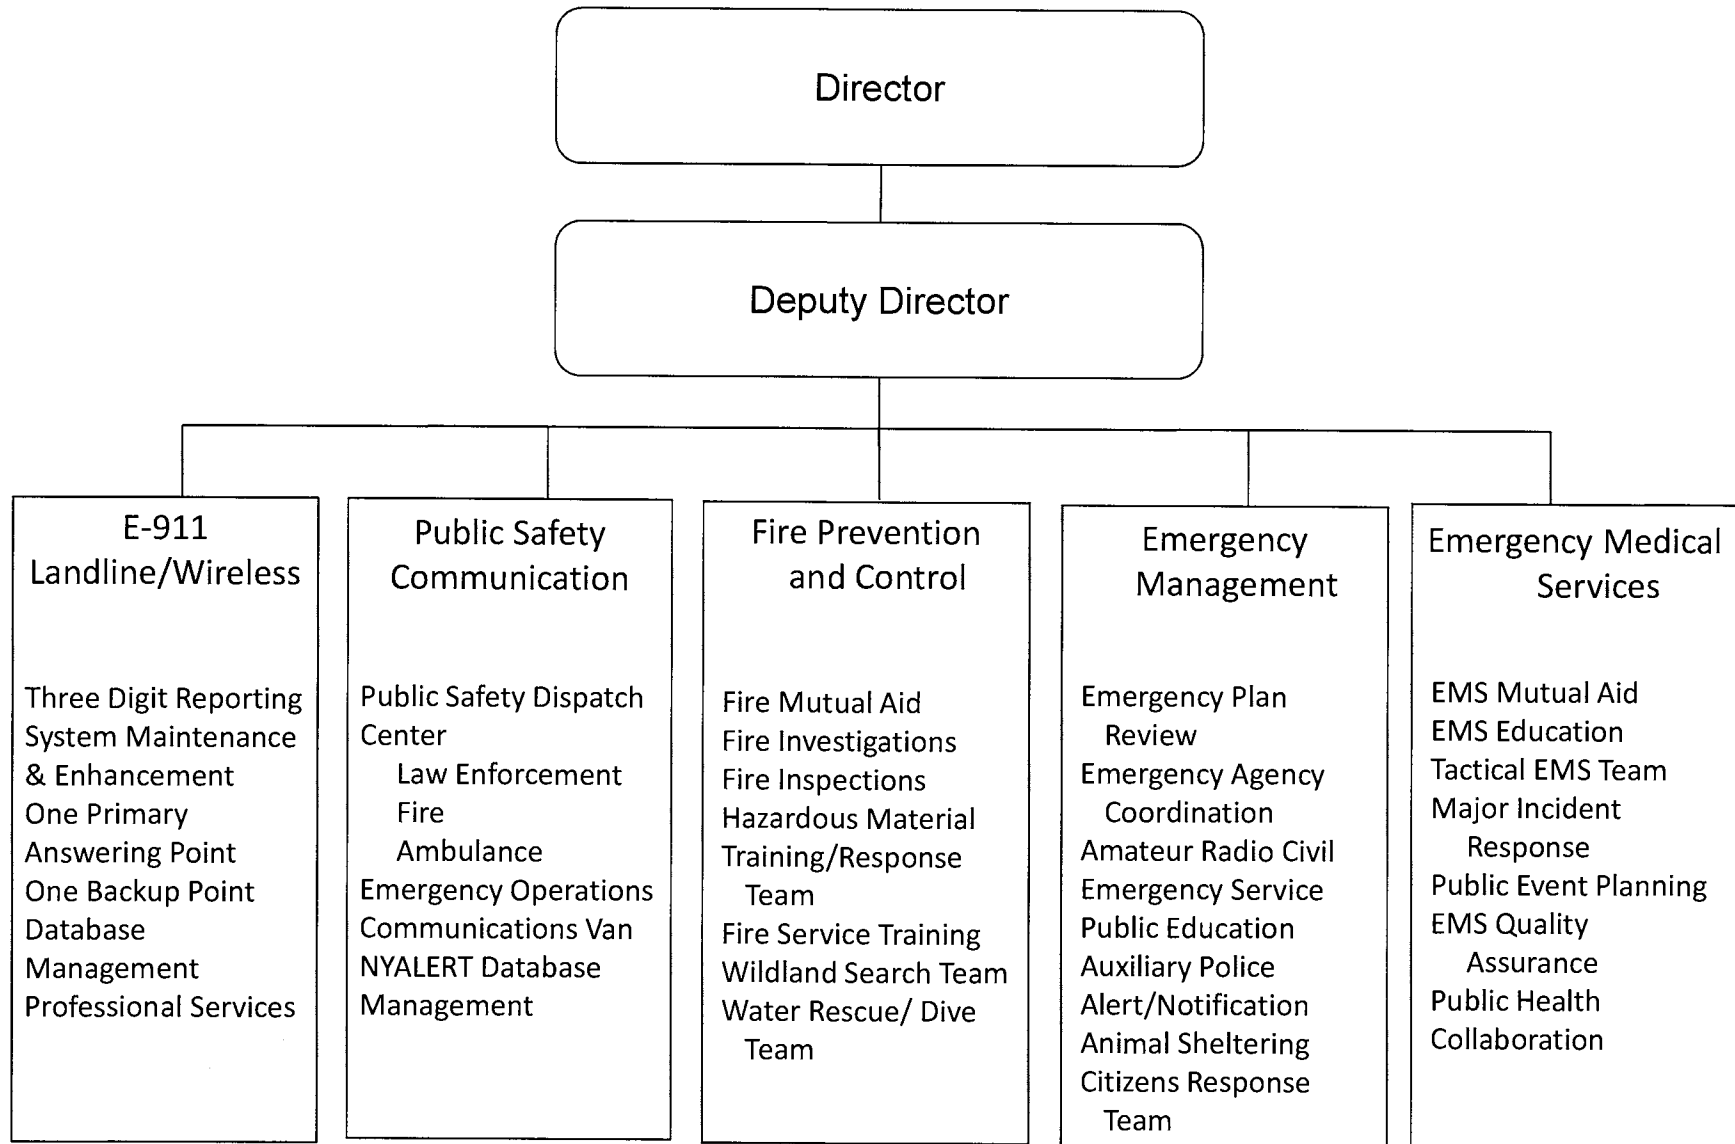 Director
Deputy Director
E-911
Landline/Wireless
Three Digit Reporting
System Maintenance
& Enhancement
One Primary
Answering Point
One Backup Point
Database
Management
Professional Services
Public Safety
Communication
Public Safety Dispatch
Center
Law Enforcement
Fire
Ambulance
Emergency Operations
Communications Van
NYALERT Database
Management
Fire Prevention
and Control
Fire Mutual Aid
Fire Investigations
Fire Inspections
Hazardous Material
Training/Response
Team
Fire Service Training
Wildland Search Team
Water Rescue/ Dive
Team
Emergency
Management
Emergency Plan
Review
Emergency Agency
Coordination
Amateur Radio Civil
Emergency Service
Public Education
Auxiliary Police
Alert/Notification
Animal Sheltering
Citizens Response
Team
Emergency Medical
Services
EMS Mutual Aid
EMS Education
Tactical EMS Team
Major Incident
Response
Public Event Planning
EMS Quality
Assurance
Public Health
Collaboration